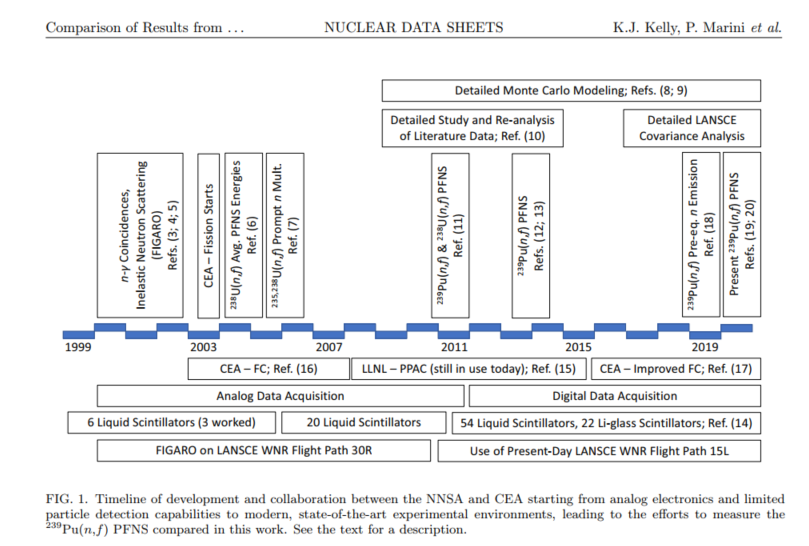 Comparison of Results from ...
NUCLEAR DATA SHEETS
K.J. Kelly, P. Marini et al.
Detailed Monte Carlo Modeling; Refs. (8; 9)
Detailed Study and Re-analysis
of Literature Data; Ref. (10)
Detailed LANSCE
Covariance Analysis
n-γ Coincidences,
Inelastic Neutron Scattering
(FIGARO)
Refs. (3; 4; 5)
CEA – Fission Starts
²³⁸U(n,f) Avg. PFNS Energies
Ref. (6)
²³⁵,²³⁸U(n,f) Prompt n Mult.
Ref. (7)
²³⁹Pu(n,f) & ²³⁸U(n,f) PFNS
Ref. (11)
²³⁹Pu(n,f) PFNS
Refs. (12; 13)
²³⁹Pu(n,f) Pre-eq. n Emission
Ref. (18)
Present ²³⁹Pu(n,f) PFNS
Refs. (19; 20)
1999
2003
2007
2011
2015
2019
CEA – FC; Ref. (16)
LLNL – PPAC (still in use today); Ref. (15)
CEA – Improved FC; Ref. (17)
Analog Data Acquisition
Digital Data Acquisition
6 Liquid Scintillators (3 worked)
20 Liquid Scintillators
54 Liquid Scintillators, 22 Li-glass Scintillators; Ref. (14)
FIGARO on LANSCE WNR Flight Path 30R
Use of Present-Day LANSCE WNR Flight Path 15L
FIG. 1. Timeline of development and collaboration between the NNSA and CEA starting from analog electronics and limited
particle detection capabilities to modern, state-of-the-art experimental environments, leading to the efforts to measure the
²³⁹Pu(n, f) PFNS compared in this work. See the text for a description.